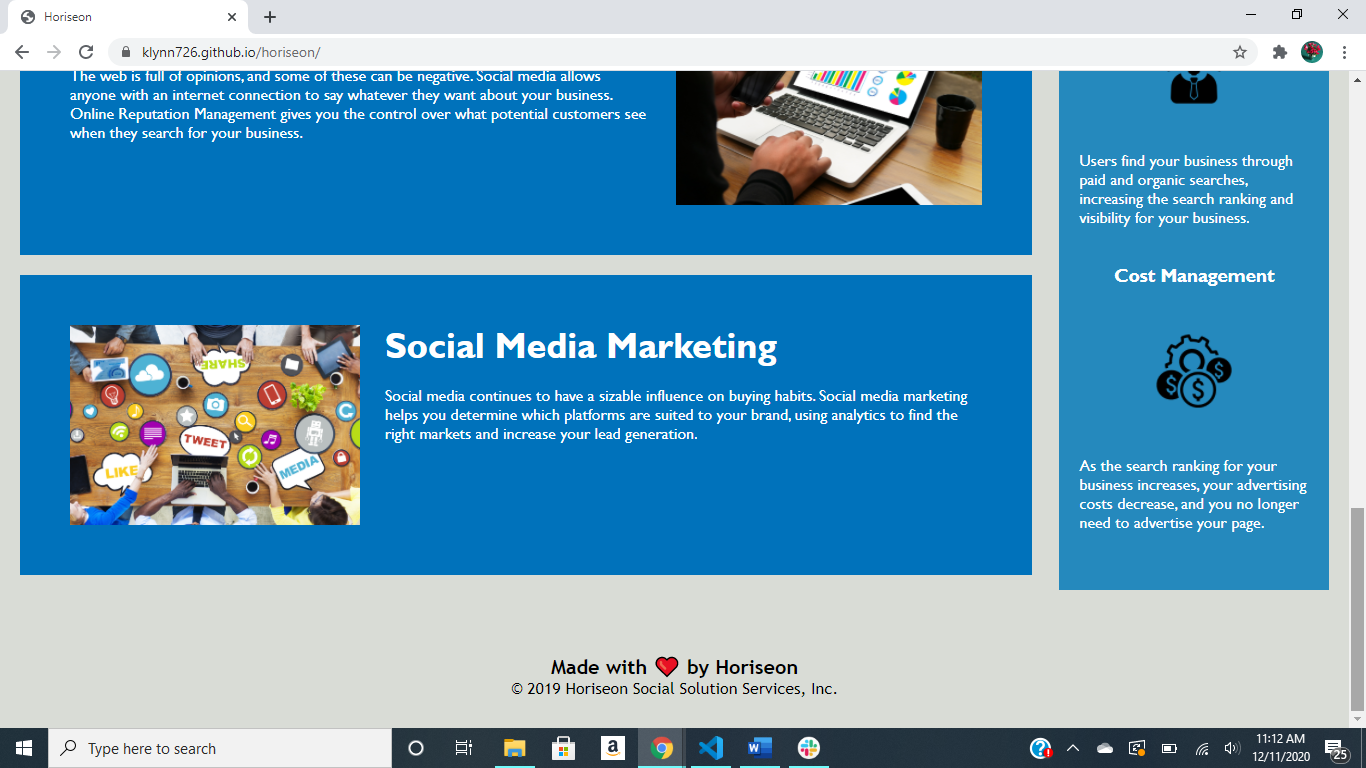 Horiseon
klynn726.github.io/horiseon/
The web is full of opinions, and some of these can be negative. Social media allows
anyone with an internet connection to say whatever they want about your business.
Online Reputation Management gives you the control over what potential customers see
when they search for your business.
SHARE
TWEET
LIKE
MEDIA
Social Media Marketing
Social media continues to have a sizable influence on buying habits. Social media marketing
helps you determine which platforms are suited to your brand, using analytics to find the
right markets and increase your lead generation.
Users find your business through
paid and organic searches,
increasing the search ranking and
visibility for your business.
Cost Management
$
$ $
As the search ranking for your
business increases, your advertising
costs decrease, and you no longer
need to advertise your page.
Made with ❤ by Horiseon
© 2019 Horiseon Social Solution Services, Inc.
Type here to search
11:12 AM
12/11/2020
25